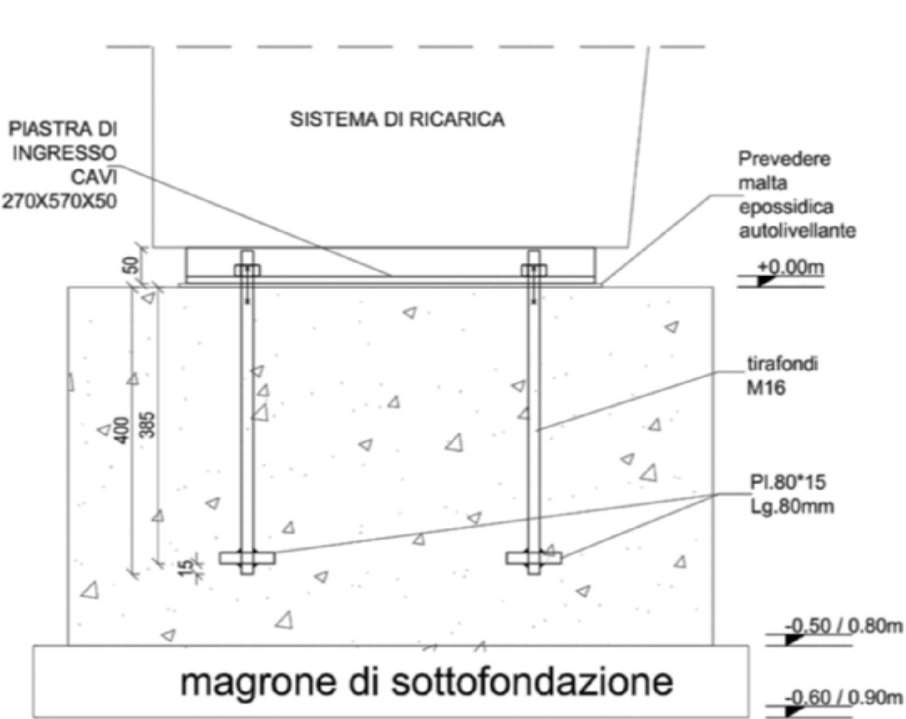 SISTEMA DI RICARICA
PIASTRA DI
INGRESSO
CAVI
270X570X50
Prevedere
malta
epossidica
autolivellante
+0.00m
50
400
385
15
tirafondi
M16
Pl.80*15
Lg.80mm
-0.50 / 0.80m
magrone di sottofondazione
-0.60 / 0.90m